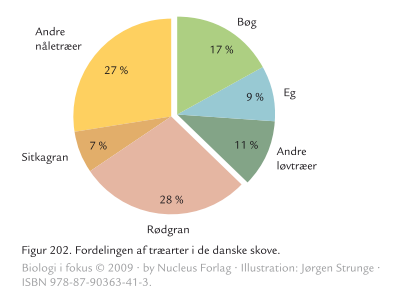 Bøg
17 %
Eg
9 %
Andre
løvtræer
11 %
Rødgran
28 %
Sitkagran
7 %
Andre
nåletræer
27 %
Figur 202. Fordelingen af træarter i de danske skove.
Biologi i fokus © 2009 · by Nucleus Forlag · Illustration: Jørgen Strunge ·
ISBN 978-87-90363-41-3.